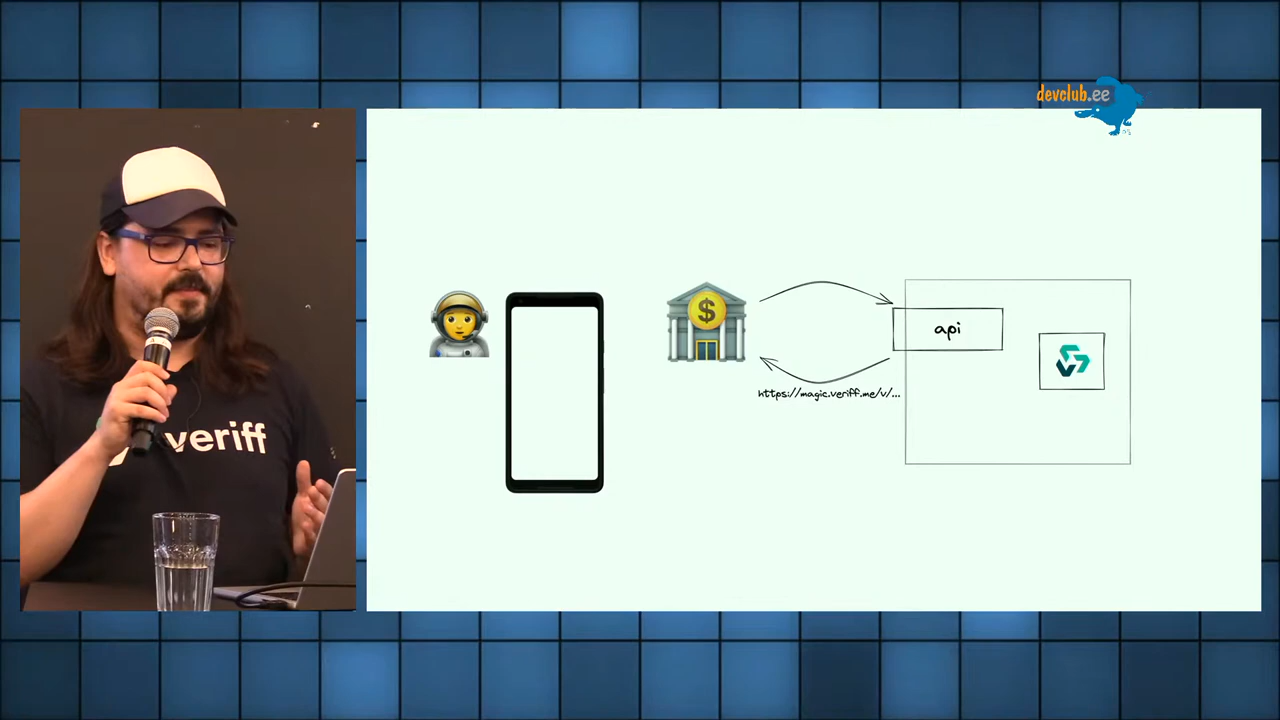 devclub.ee
$
api
https://magic.veriff.me/v/...
veriff